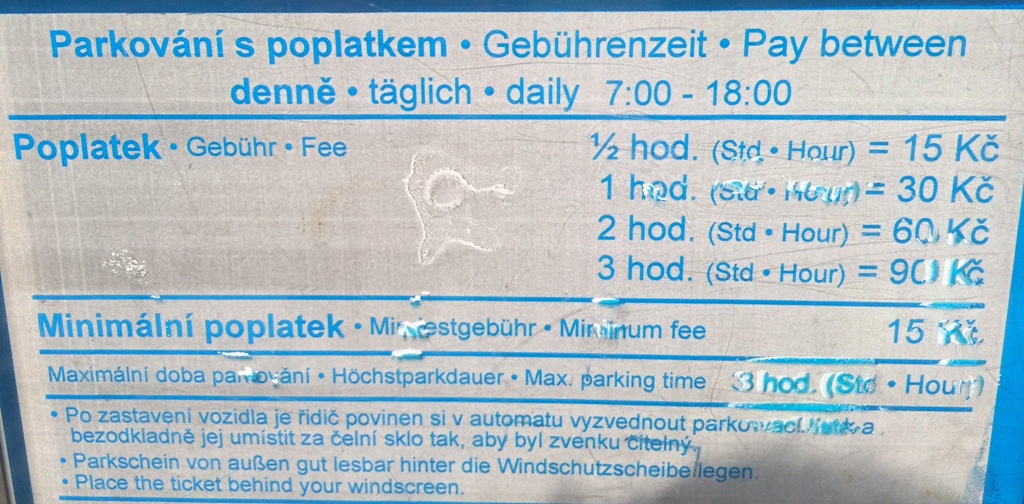 Parkování s poplatkem • Gebührenzeit • Pay between
denně • täglich • daily 7:00 - 18:00
Poplatek • Gebühr • Fee ½ hod. (Std • Hour) = 15 Kč
1 hod. (Std • Hour) = 30 Kč
2 hod. (Std • Hour) = 60 Kč
3 hod. (Std • Hour) = 90 Kč
Minimální poplatek • Mindestgebühr • Minimum fee 15 Kč
Maximální doba parkování • Höchstparkdauer • Max. parking time 3 hod. (Std • Hour)
• Po zastavení vozidla je řidič povinen si v automatu vyzvednout parkovací lístek a
bezodkladně jej umístit za čelní sklo tak, aby byl zvenku čitelný.
• Parkschein von außen gut lesbar hinter die Windschutzscheibe legen.
• Place the ticket behind your windscreen.